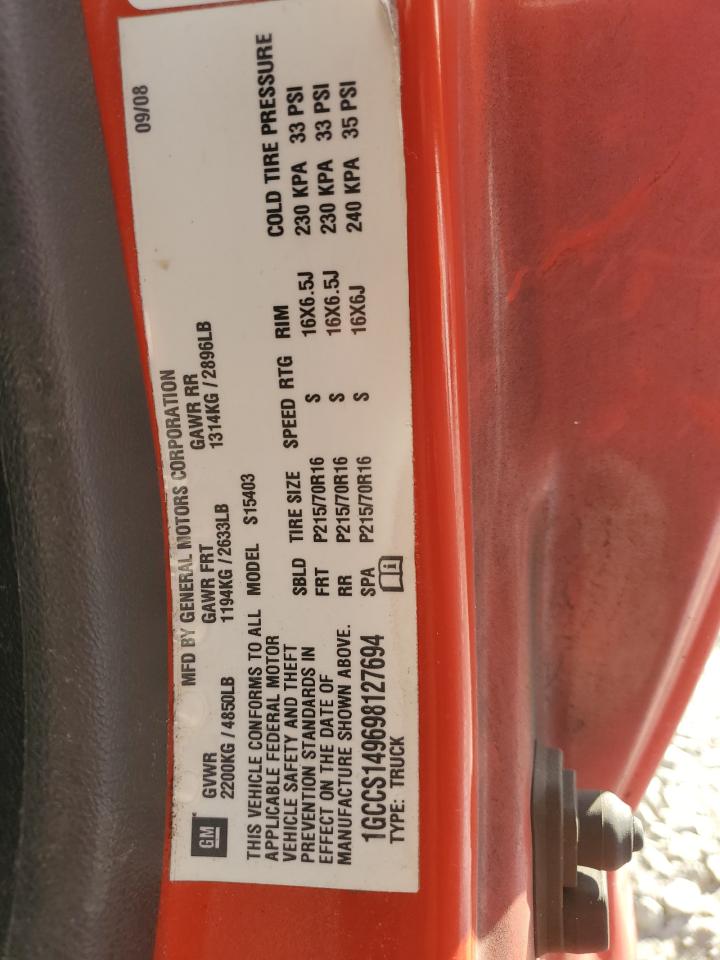 MFD BY GENERAL MOTORS CORPORATION 09/08
GM
GVWR GAWR FRT GAWR RR
2200KG / 4850LB 1194KG / 2633LB 1314KG / 2896LB
THIS VEHICLE CONFORMS TO ALL
APPLICABLE FEDERAL MOTOR
VEHICLE SAFETY AND THEFT
PREVENTION STANDARDS IN
EFFECT ON THE DATE OF
MANUFACTURE SHOWN ABOVE.
1GCCS149698127694
TYPE: TRUCK
MODEL S15403
SBLD TIRE SIZE SPEED RTG RIM COLD TIRE PRESSURE
FRT P215/70R16 S 16X6.5J 230 KPA 33 PSI
RR P215/70R16 S 16X6.5J 230 KPA 33 PSI
SPA P215/70R16 S 16X6J 240 KPA 35 PSI